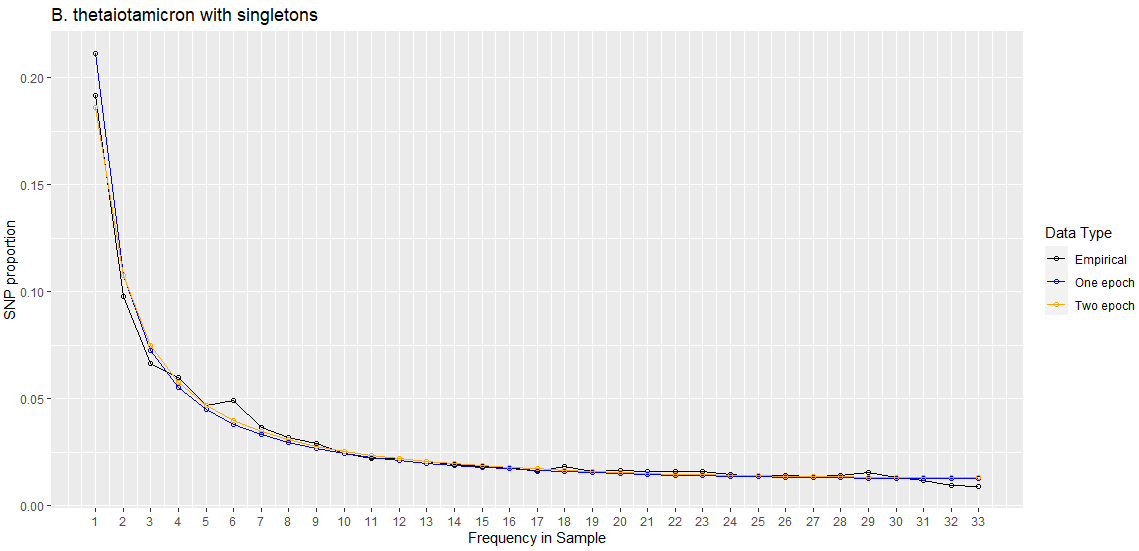 B. thetaiotamicron with singletons
SNP proportion
0.20
0.15
0.10
0.05
0.00
1 2 3 4 5 6 7 8 9 10 11 12 13 14 15 16 17 18 19 20 21 22 23 24 25 26 27 28 29 30 31 32 33
Frequency in Sample
Data Type
Empirical
One epoch
Two epoch